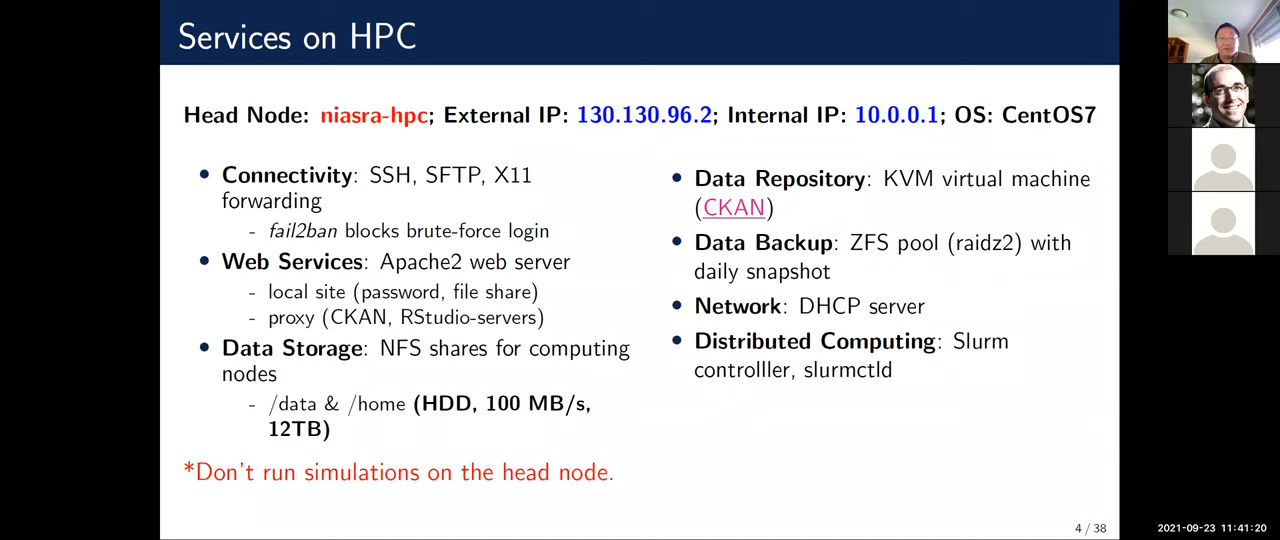 Services on HPC
Head Node: niasra-hpc; External IP: 130.130.96.2; Internal IP: 10.0.0.1; OS: CentOS7
• Connectivity: SSH, SFTP, X11
forwarding
- fail2ban blocks brute-force login
• Web Services: Apache2 web server
- local site (password, file share)
- proxy (CKAN, RStudio-servers)
• Data Storage: NFS shares for computing
nodes
- /data & /home (HDD, 100 MB/s,
12TB)
• Data Repository: KVM virtual machine
(CKAN)
• Data Backup: ZFS pool (raidz2) with
daily snapshot
• Network: DHCP server
• Distributed Computing: Slurm
controlller, slurmctld
*Don't run simulations on the head node.
4 / 38
2021-09-23 11:41:20